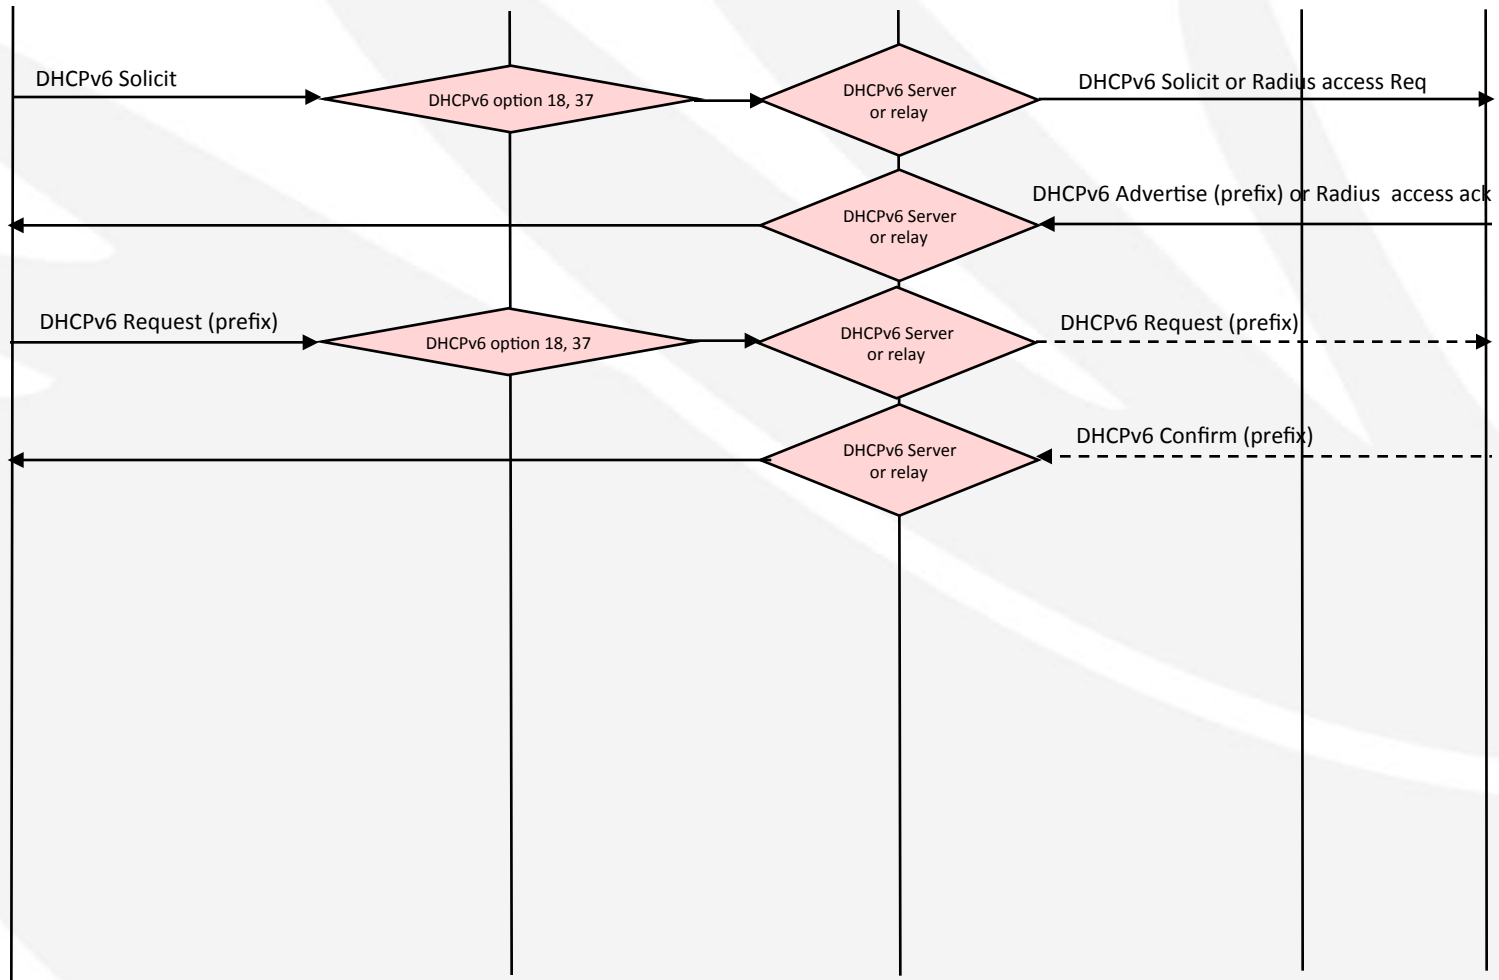 DHCPv6 Solicit
DHCPv6 option 18, 37
DHCPv6 Server
or relay
DHCPv6 Solicit or Radius access Req
DHCPv6 Advertise (prefix) or Radius  access ack
DHCPv6 Server
or relay
DHCPv6 Request (prefix)
DHCPv6 option 18, 37
DHCPv6 Server
or relay
DHCPv6 Request (prefix)
DHCPv6 Confirm (prefix)
DHCPv6 Server
or relay